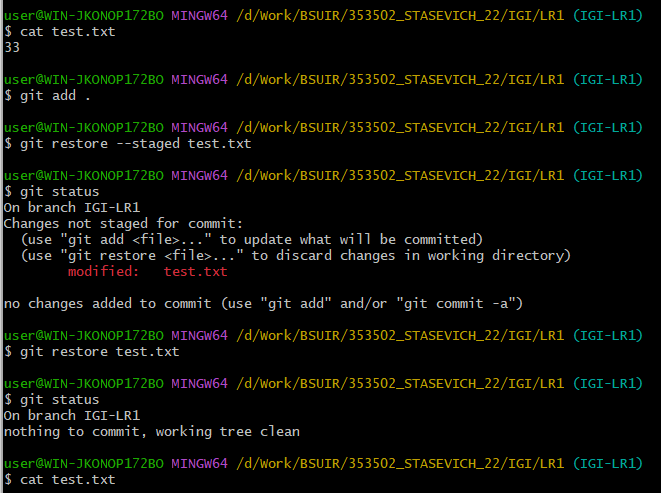 user@WIN-JKONOP172BO MINGW64 /d/Work/BSUIR/353502_STASEVICH_22/IGI/LR1 (IGI-LR1)
$ cat test.txt
33
user@WIN-JKONOP172BO MINGW64 /d/Work/BSUIR/353502_STASEVICH_22/IGI/LR1 (IGI-LR1)
$ git add .
user@WIN-JKONOP172BO MINGW64 /d/Work/BSUIR/353502_STASEVICH_22/IGI/LR1 (IGI-LR1)
$ git restore --staged test.txt
user@WIN-JKONOP172BO MINGW64 /d/Work/BSUIR/353502_STASEVICH_22/IGI/LR1 (IGI-LR1)
$ git status
On branch IGI-LR1
Changes not staged for commit:
  (use "git add <file>..." to update what will be committed)
  (use "git restore <file>..." to discard changes in working directory)
        modified:   test.txt
no changes added to commit (use "git add" and/or "git commit -a")
user@WIN-JKONOP172BO MINGW64 /d/Work/BSUIR/353502_STASEVICH_22/IGI/LR1 (IGI-LR1)
$ git restore test.txt
user@WIN-JKONOP172BO MINGW64 /d/Work/BSUIR/353502_STASEVICH_22/IGI/LR1 (IGI-LR1)
$ git status
On branch IGI-LR1
nothing to commit, working tree clean
user@WIN-JKONOP172BO MINGW64 /d/Work/BSUIR/353502_STASEVICH_22/IGI/LR1 (IGI-LR1)
$ cat test.txt